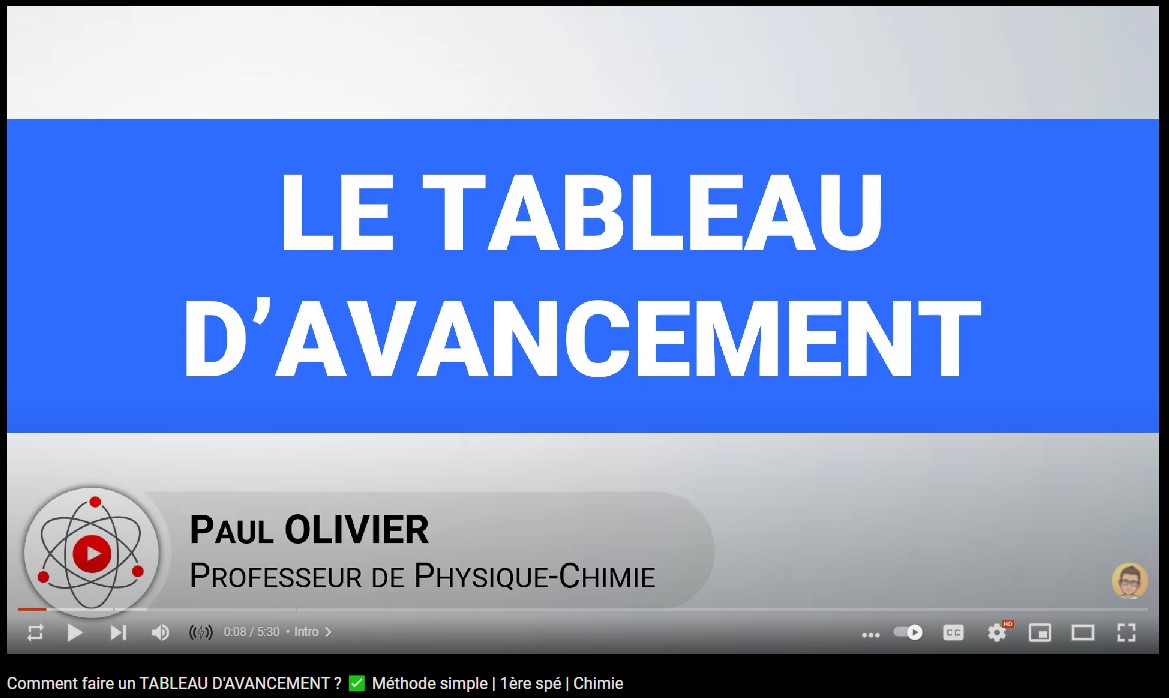 LE TABLEAU
D’AVANCEMENT
PAUL OLIVIER
PROFESSEUR DE PHYSIQUE-CHIMIE
0:08 / 5:30 • Intro
CC
HD
Comment faire un TABLEAU D'AVANCEMENT ? ✅ Méthode simple | 1ère spé | Chimie